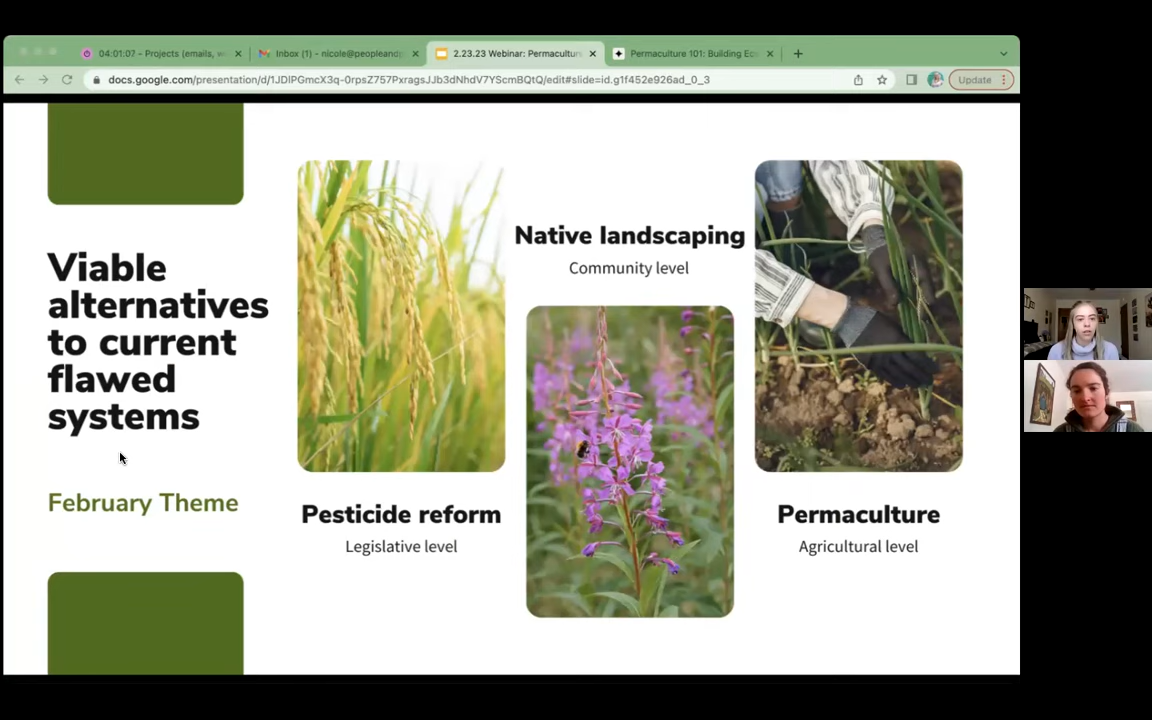 04:01:07 - Projects (emails, w
Inbox (1) - nicole@peopleand
2.23.23 Webinar: Permaculture
Permaculture 101: Building Ec
docs.google.com/presentation/d/1JDlPGmcX3q-0rpsZ757PxragsJJb3dNhdV7YScmBQtQ/edit#slide=id.g1f452e926ad_0_3
Update
Viable
alternatives
to current
flawed
systems
February Theme
Pesticide reform
Legislative level
Native landscaping
Community level
Permaculture
Agricultural level